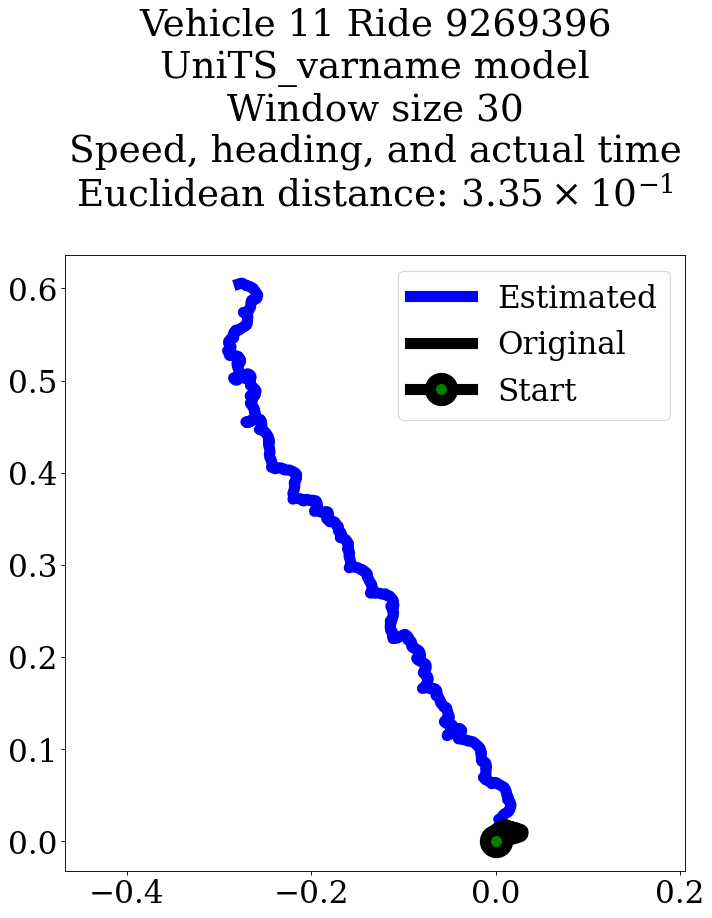 Vehicle 11 Ride 9269396
UniTS_varname model
Window size 30
Speed, heading, and actual time
Euclidean distance: 3.35 × 10⁻¹
Estimated
Original
Start
0.6
0.5
0.4
0.3
0.2
0.1
0.0
−0.4
−0.2
0.0
0.2